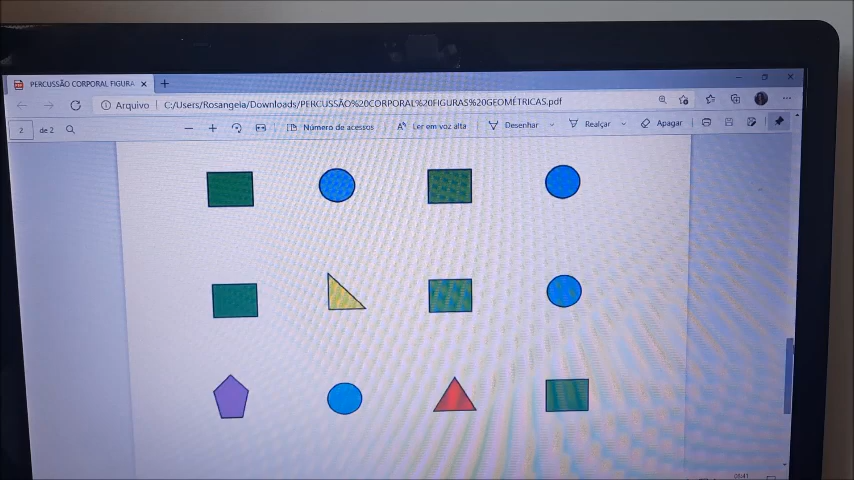 PERCUSSÃO CORPORAL FIGURA
Arquivo | C:/Users/Rosangela/Downloads/PERCUSSÃO%20CORPORAL%20FIGURAS%20GEOMÉTRICAS.pdf
2 de 2 Número de acessos Ler em voz alta Desenhar Realçar Apagar